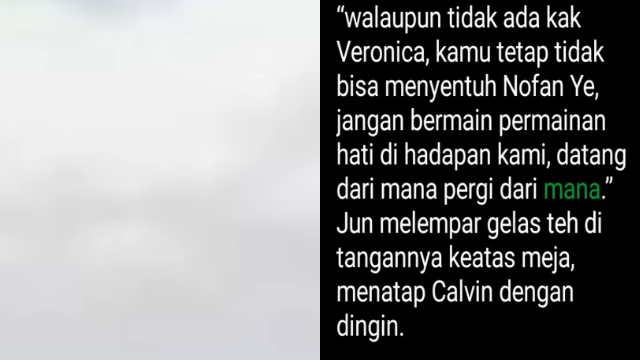 “walaupun tidak ada kak
Veronica, kamu tetap tidak
bisa menyentuh Nofan Ye,
jangan bermain permainan
hati di hadapan kami, datang
dari mana pergi dari mana.”
Jun melempar gelas teh di
tangannya keatas meja,
menatap Calvin dengan
dingin.